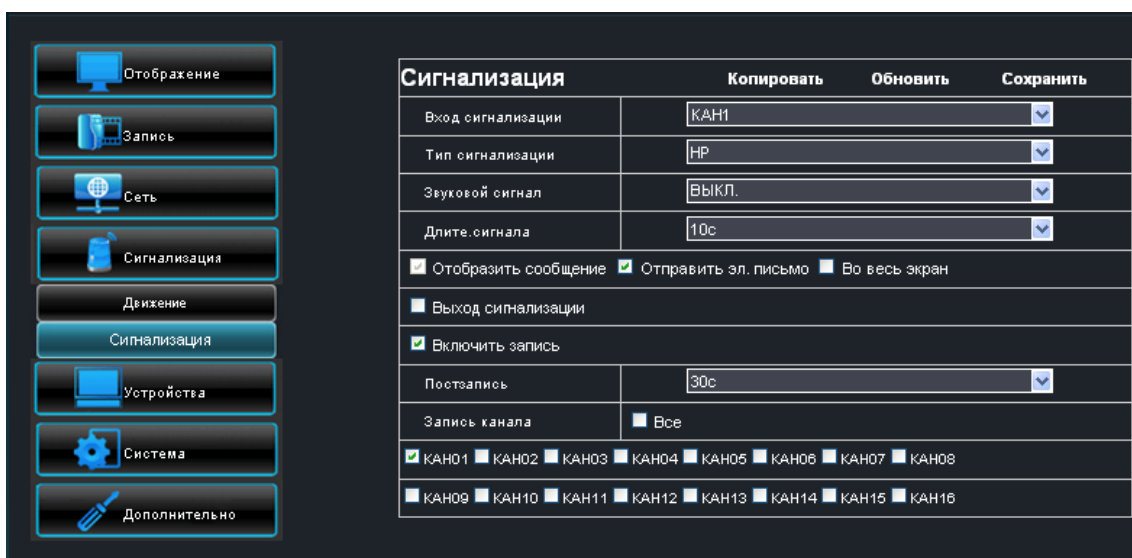 Отображение
Запись
Сеть
Сигнализация
Движение
Сигнализация
Устройства
Система
Дополнительно
Сигнализация Копировать Обновить Сохранить
Вход сигнализации КАН1
Тип сигнализации НР
Звуковой сигнал ВЫКЛ.
Длите.сигнала 10с
Отобразить сообщение Отправить эл. письмо Во весь экран
Выход сигнализации
Включить запись
Постзапись 30с
Запись канала Все
КАН01 КАН02 КАН03 КАН04 КАН05 КАН06 КАН07 КАН08
КАН09 КАН10 КАН11 КАН12 КАН13 КАН14 КАН15 КАН16